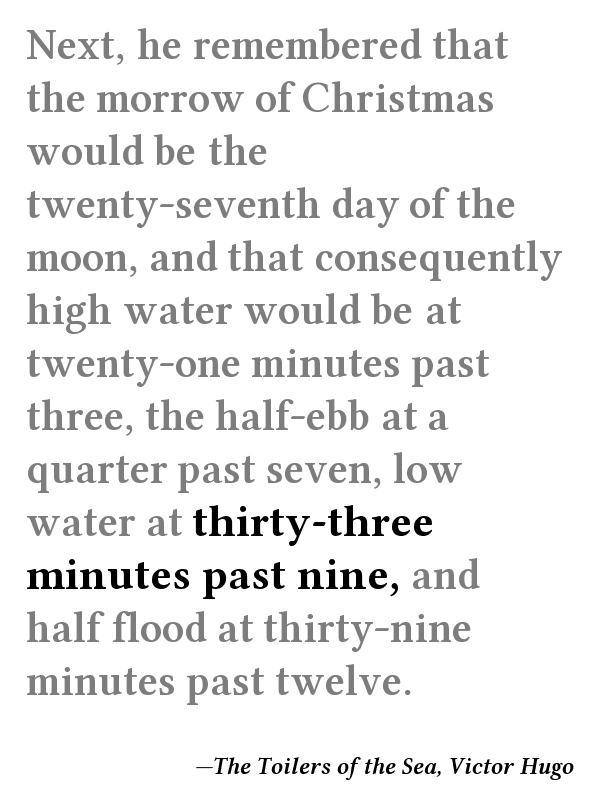 Next, he remembered that
the morrow of Christmas
would be the
twenty-seventh day of the
moon, and that consequently
high water would be at
twenty-one minutes past
three, the half-ebb at a
quarter past seven, low
water at thirty-three
minutes past nine, and
half flood at thirty-nine
minutes past twelve.
—The Toilers of the Sea, Victor Hugo